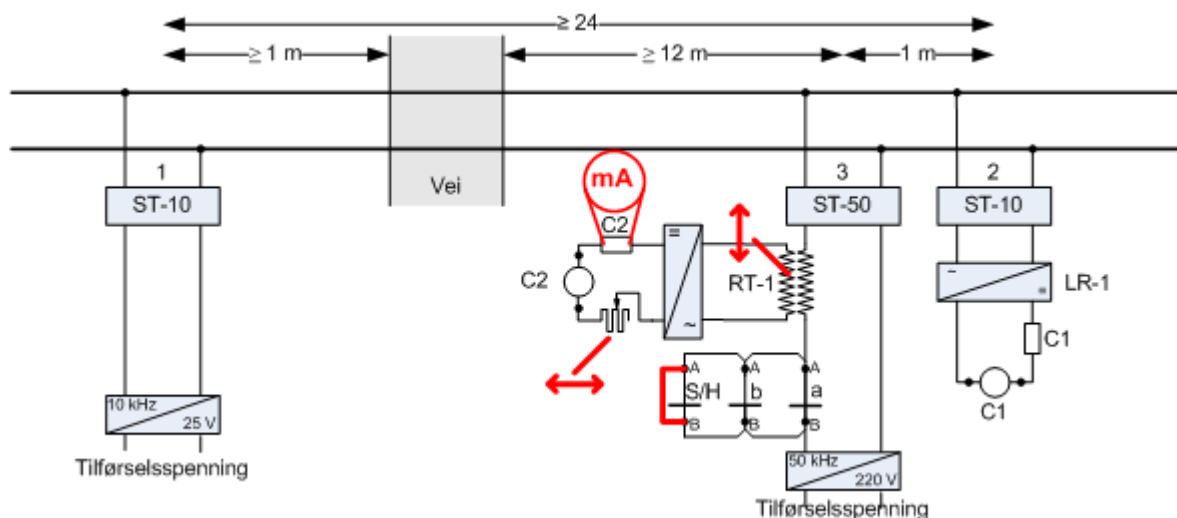 ≥ 24
≥ 1 m
≥ 12 m
1 m
Vei
mA
1
3
2
ST-10
ST-50
ST-10
C2
C2
RT-1
LR-1
=
~
-
=
C1
C1
A
A
A
S/H
b
a
B
B
B
10 kHz
25 V
50 kHz
220 V
Tilførselsspenning
Tilførselsspenning